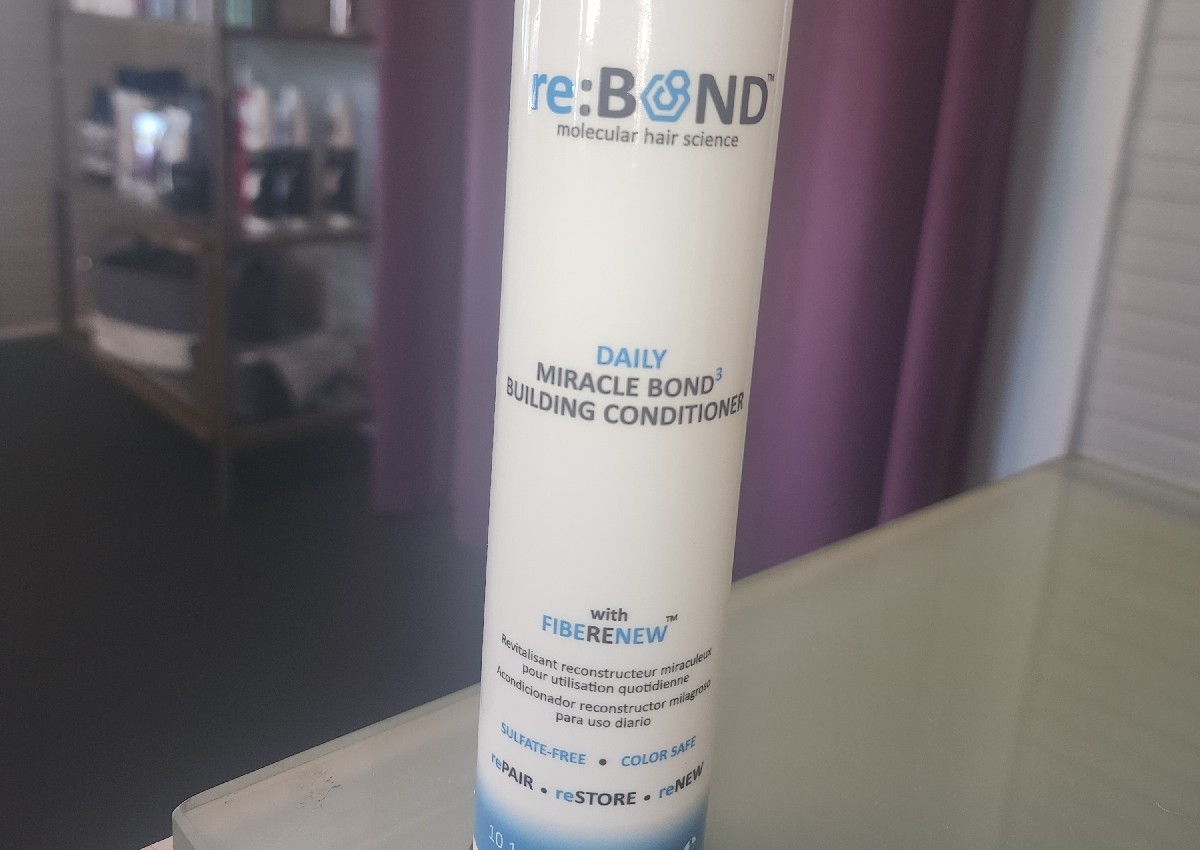 re:BOND™
molecular hair science
DAILY
MIRACLE BOND³
BUILDING CONDITIONER
with
FIBERENEW™
Revitalisant reconstructeur miraculeux
pour utilisation quotidienne
Acondicionador reconstructor milagroso
para uso diario
SULFATE-FREE • COLOR SAFE
rePAIR • reSTORE • reNEW